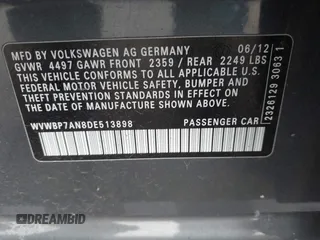 MFD BY VOLKSWAGEN AG GERMANY 06/12
GVWR 4497 GAWR FRONT 2359 / REAR 2249 LBS
THIS VEHICLE CONFORMS TO ALL APPLICABLE U.S.
FEDERAL MOTOR VEHICLE SAFETY, BUMPER, AND
THEFT PREVENTION STANDARDS IN EFFECT ON THE
DATE OF MANUFACTURE SHOWN ABOVE.
WVWBP7AN8DE513898 PASSENGER CAR
2326129 3063 1
DREAMBID